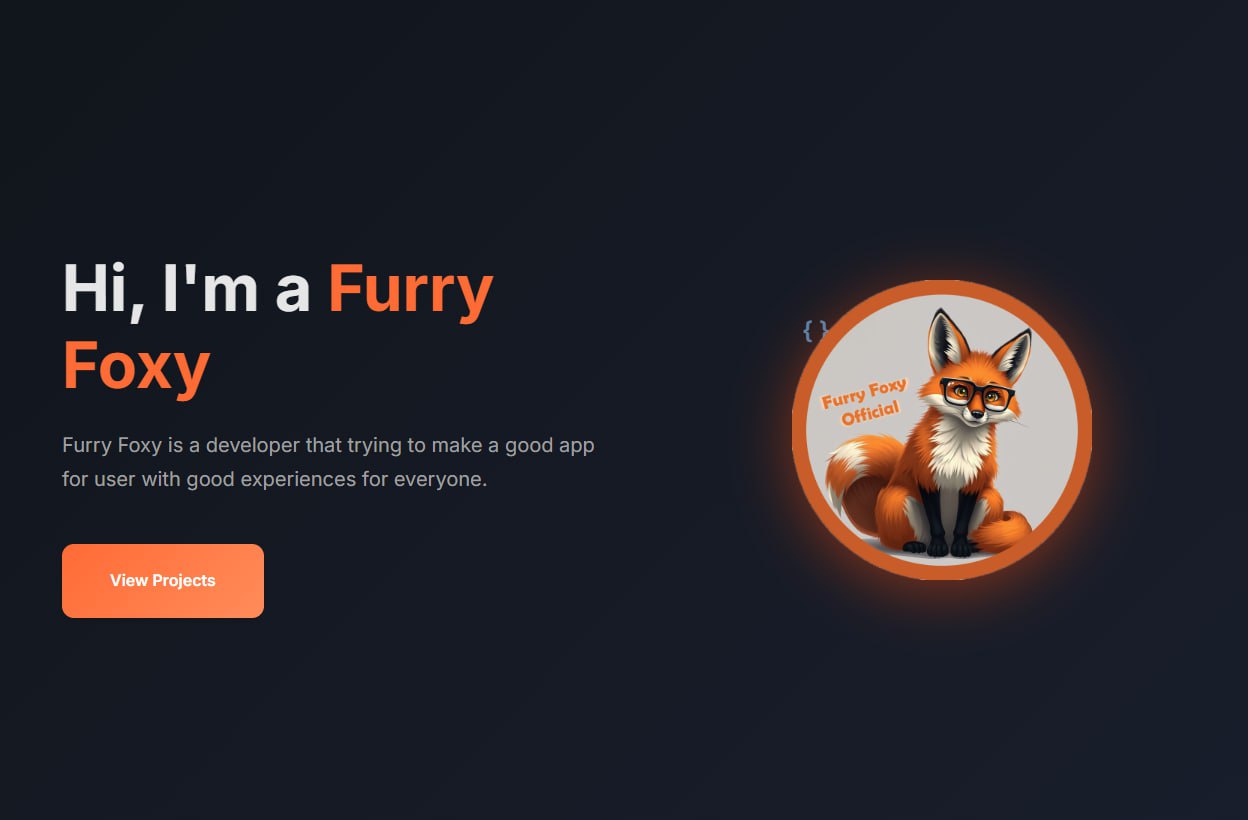 Hi, I'm a Furry
Foxy
Furry Foxy is a developer that trying to make a good app
for user with good experiences for everyone.
View Projects
{ }
Furry Foxy
Official